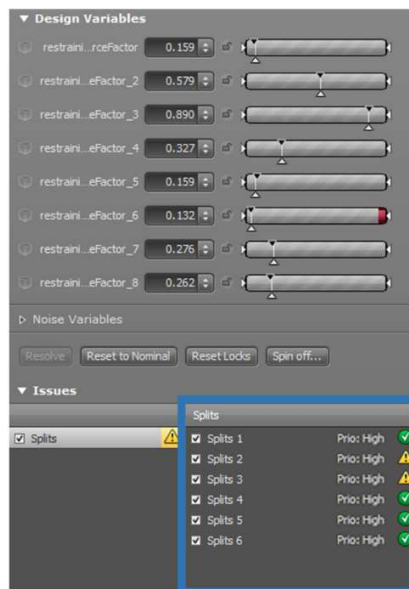 Design Variables
restraini...rceFactor 0.159
restraini...eFactor_2 0.579
restraini...eFactor_3 0.890
restraini...eFactor_4 0.327
restraini...eFactor_5 0.159
restraini...eFactor_6 0.132
restraini...eFactor_7 0.276
restraini...eFactor_8 0.262
Noise Variables
Resolve Reset to Nominal Reset Locks Spin off...
Issues
Splits
Splits
Splits 1 Prio: High
Splits 2 Prio: High
Splits 3 Prio: High
Splits 4 Prio: High
Splits 5 Prio: High
Splits 6 Prio: High